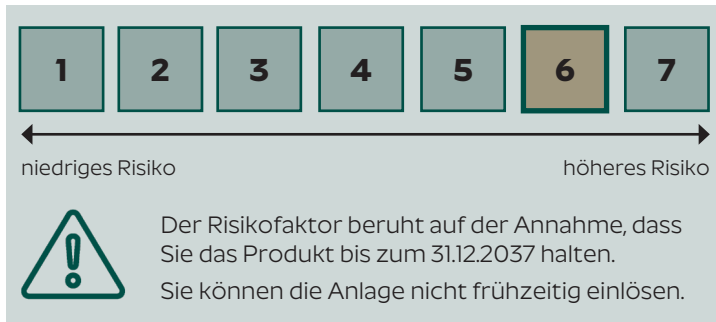 1 2 3 4 5 6 7
niedriges Risiko höheres Risiko
Der Risikofaktor beruht auf der Annahme, dass
Sie das Produkt bis zum 31.12.2037 halten.
Sie können die Anlage nicht frühzeitig einlösen.